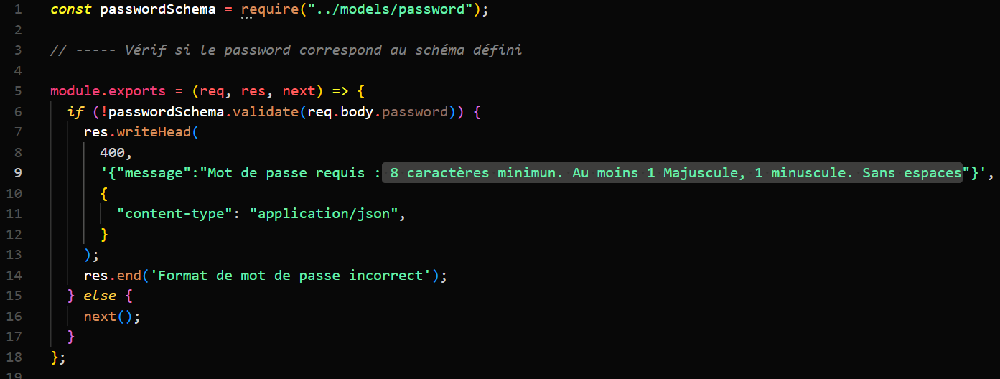 1 const passwordSchema = require("../models/password");
2
3 // ----- Vérif si le password correspond au schéma défini
4
5 module.exports = (req, res, next) => {
6 if (!passwordSchema.validate(req.body.password)) {
7 res.writeHead(
8 400,
9 '{"message":"Mot de passe requis : 8 caractères minimun. Au moins 1 Majuscule, 1 minuscule. Sans espaces"}',
10 {
11 "content-type": "application/json",
12 }
13 );
14 res.end('Format de mot de passe incorrect');
15 } else {
16 next();
17 }
18 };
19